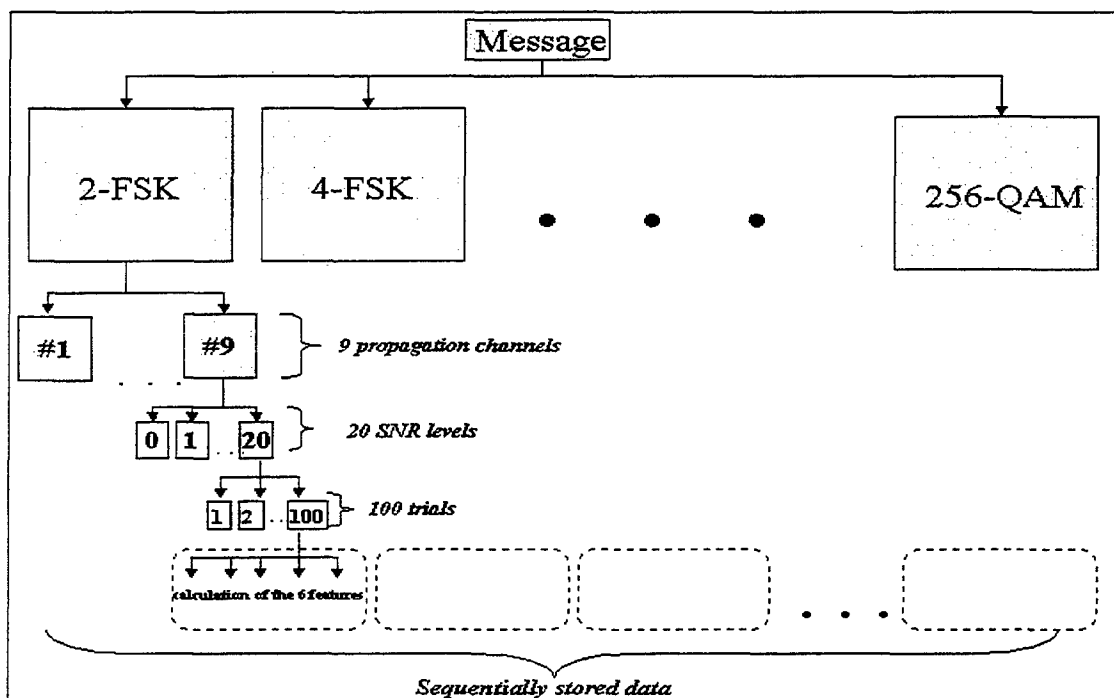 Message
2-FSK
4-FSK
256-QAM
#1
#9
9 propagation channels
0
1
20
20 SNR levels
1
2
100
100 trials
calculation of the 6 features
Sequentially stored data